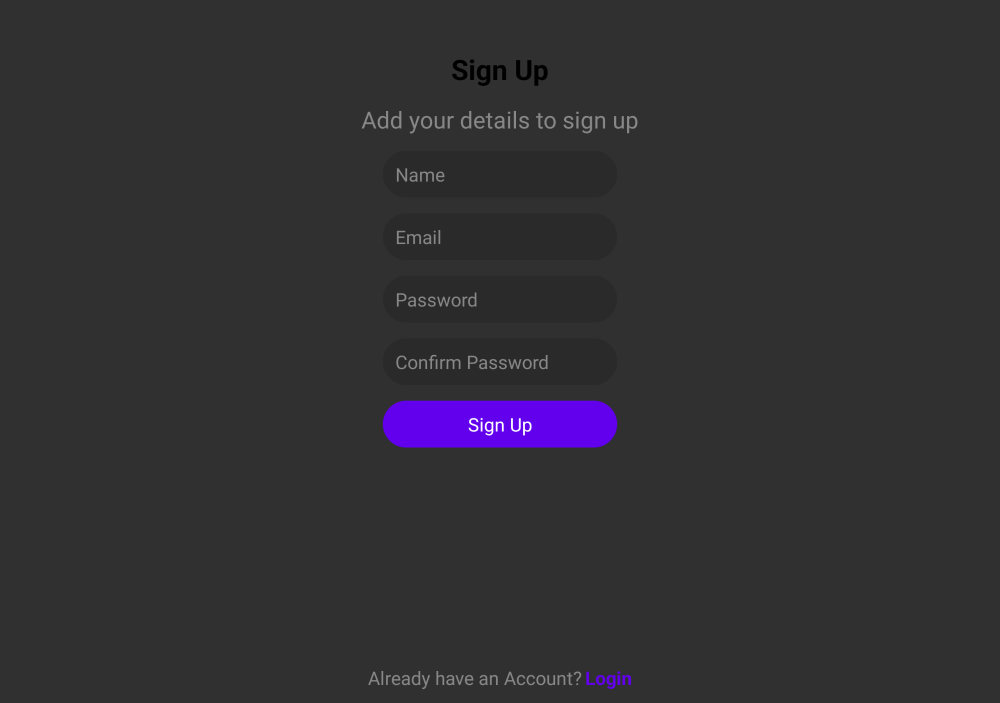 Sign Up
Add your details to sign up
Name
Email
Password
Confirm Password
Sign Up
Already have an Account? Login